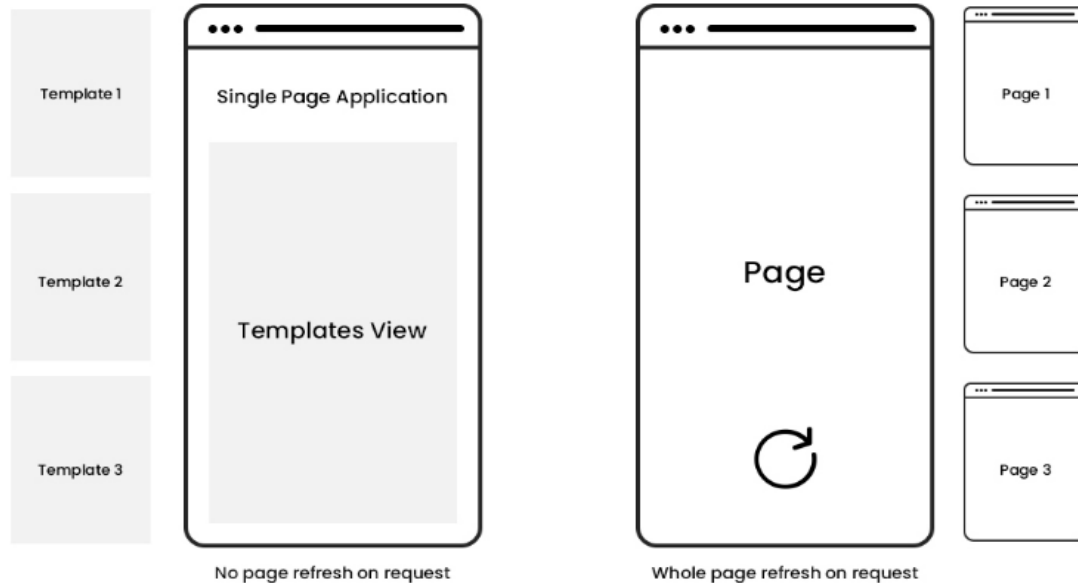 Template 1
Template 2
Template 3
Single Page Application
Templates View
No page refresh on request
Page
Whole page refresh on request
Page 1
Page 2
Page 3